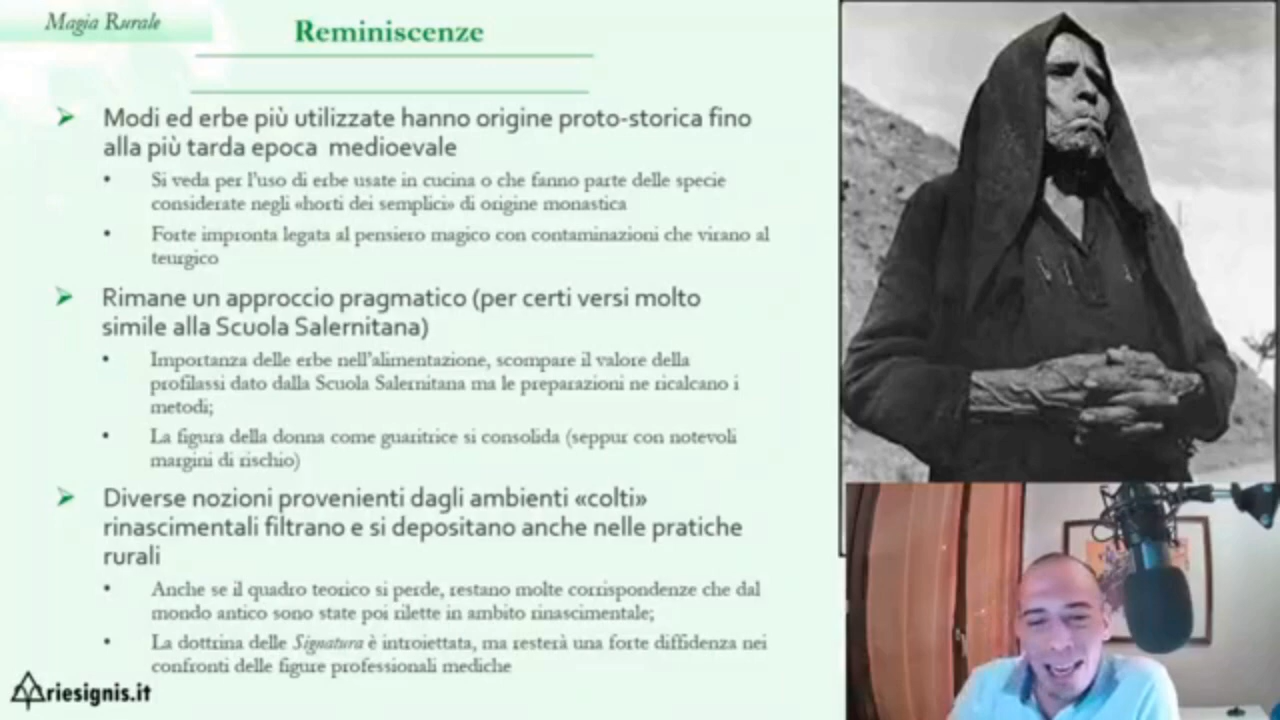 Magia Rurale
Reminiscenze
Modi ed erbe più utilizzate hanno origine proto-storica fino
alla più tarda epoca medioevale
Si veda per l'uso di erbe usate in cucina o che fanno parte delle specie
considerate negli «horti dei semplici» di origine monastica
Forte impronta legata al pensiero magico con contaminazioni che virano al
teurgico
Rimane un approccio pragmatico (per certi versi molto
simile alla Scuola Salernitana)
Importanza delle erbe nell'alimentazione, scompare il valore della
profilassi dato dalla Scuola Salernitana ma le preparazioni ne ricalcano i
metodi;
La figura della donna come guaritrice si consolida (seppur con notevoli
margini di rischio)
Diverse nozioni provenienti dagli ambienti «colti»
rinascimentali filtrano e si depositano anche nelle pratiche
rurali
Anche se il quadro teorico si perde, restano molte corrispondenze che dal
mondo antico sono state poi rilette in ambito rinascimentale;
La dottrina delle Signatura è introiettata, ma resterà una forte diffidenza nei
confronti delle figure professionali mediche
Ariesignis.it